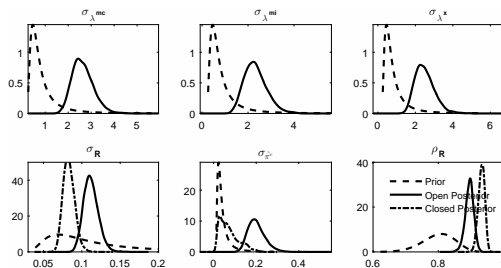 σ_λ^mc σ_λ^mi σ_λ^x
1
0.5
0
2 3 4 5
1
0.5
0
0 2 4
1
0.5
0
0 2 4 6
σ_R σ_π̄^c ρ_R
40
20
0
0.05 0.1 0.15 0.2
20
10
0
0 0.2 0.4
40
20
0
0.6 0.8 1
Prior
Open Posterior
Closed Posterior